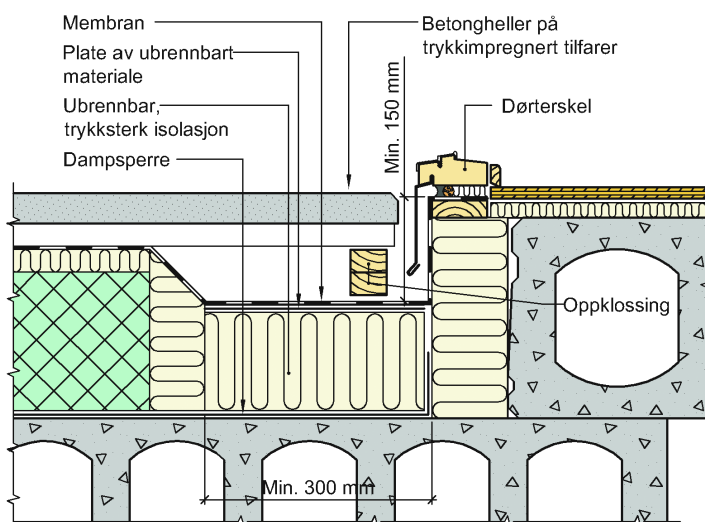 Membran
Plate av ubrennbart
materiale
Ubrennbar,
trykksterk isolasjon
Dampsperre
Betongheller på
trykkimpregnert tilfarer
Min. 150 mm
Dørterskel
Oppklossing
Min. 300 mm